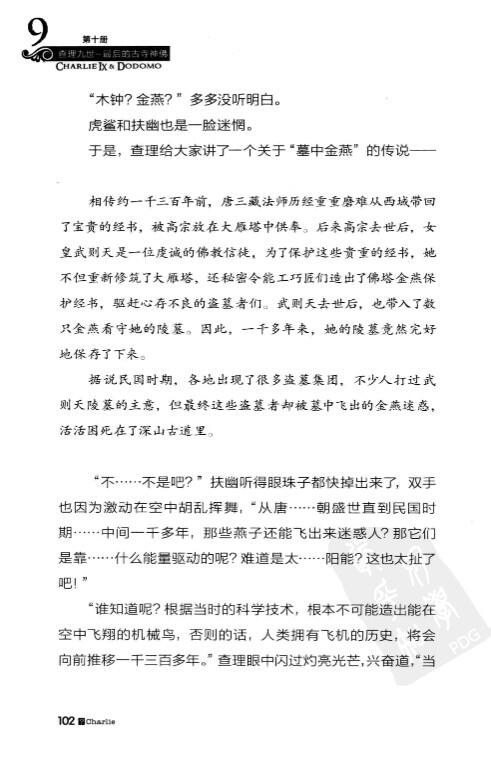 9
第十册
查理九世-最后的古寺神佛
CHARLIE IX & DODOMO
“木钟？金燕？”多多没听明白。
虎鲨和扶幽也是一脸迷惘。
于是，查理给大家讲了一个关于“墓中金燕”的传说——
相传约一千三百年前，唐三藏法师历经重重磨难从西域带回
了宝贵的经书，被高宗放在大雁塔中供奉。后来高宗去世后，女
皇武则天是一位虔诚的佛教信徒，为了保护这些贵重的经书，她
不但重新修筑了大雁塔，还秘密令能工巧匠们造出了佛塔金燕保
护经书，驱赶心存不良的盗墓者们。武则天去世后，也带入了数
只金燕看守她的陵墓。因此，一千多年来，她的陵墓竟然完好
地保存了下来。
据说民国时期，各地出现了很多盗墓集团，不少人打过武
则天陵墓的主意，但最终这些盗墓者却被墓中飞出的金燕迷惑，
活活困死在了深山古道里。
“不……不是吧？”扶幽听得眼珠子都快掉出来了，双手
也因为激动在空中胡乱挥舞，“从唐……朝盛世直到民国时
期……中间一千多年，那些燕子还能飞出来迷惑人？那它们
是靠……什么能量驱动的呢？难道是太……阳能？这也太扯了
吧！”
“谁知道呢？根据当时的科学技术，根本不可能造出能在
空中飞翔的机械鸟，否则的话，人类拥有飞机的历史，将会
向前推移一千三百多年。”查理眼中闪过灼亮光芒，兴奋道，“当
PDG
102 Charlie